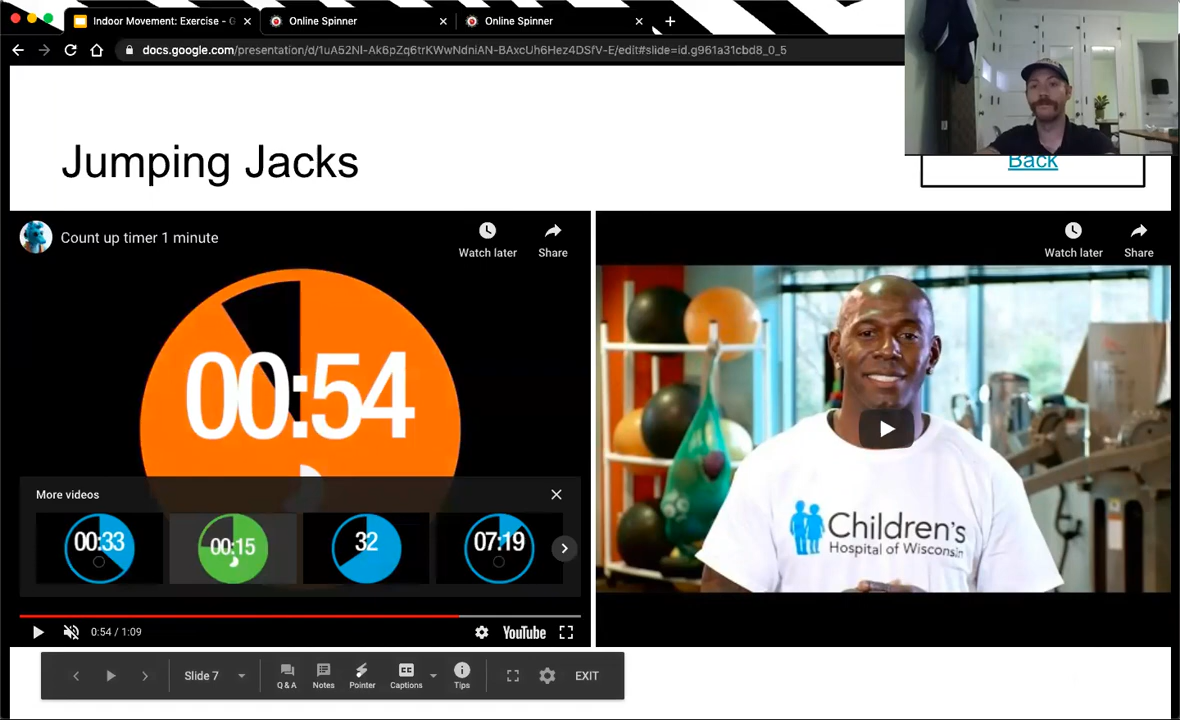 Indoor Movement: Exercise - G
Online Spinner
Online Spinner
docs.google.com/presentation/d/1uA52NI-Ak6pZq6trKWwNdniAN-BAxcUh6Hez4DSfV-E/edit#slide=id.g961a31cbd8_0_5
Jumping Jacks
Back
Count up timer 1 minute
Watch later
Share
00:54
More videos
00:33
00:15
32
07:19
0:54 / 1:09
YouTube
Watch later
Share
Children's
Hospital of Wisconsin
Slide 7
Q & A
Notes
Pointer
Captions
Tips
EXIT